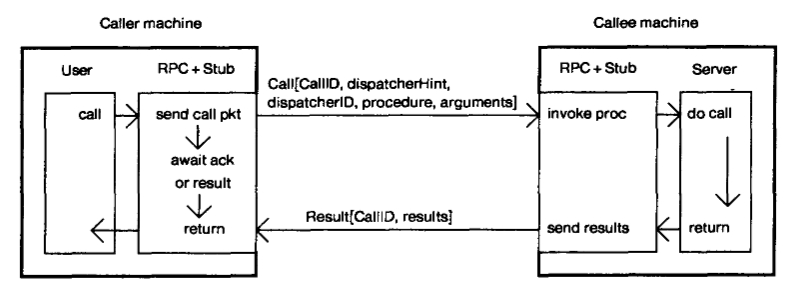 Caller machine
Callee machine
User
RPC + Stub
RPC + Stub
Server
Call[CallID, dispatcherHint,
dispatcherID, procedure, arguments]
call
send call pkt
invoke proc
do call
await ack
or result
Result[CallID, results]
return
send results
return